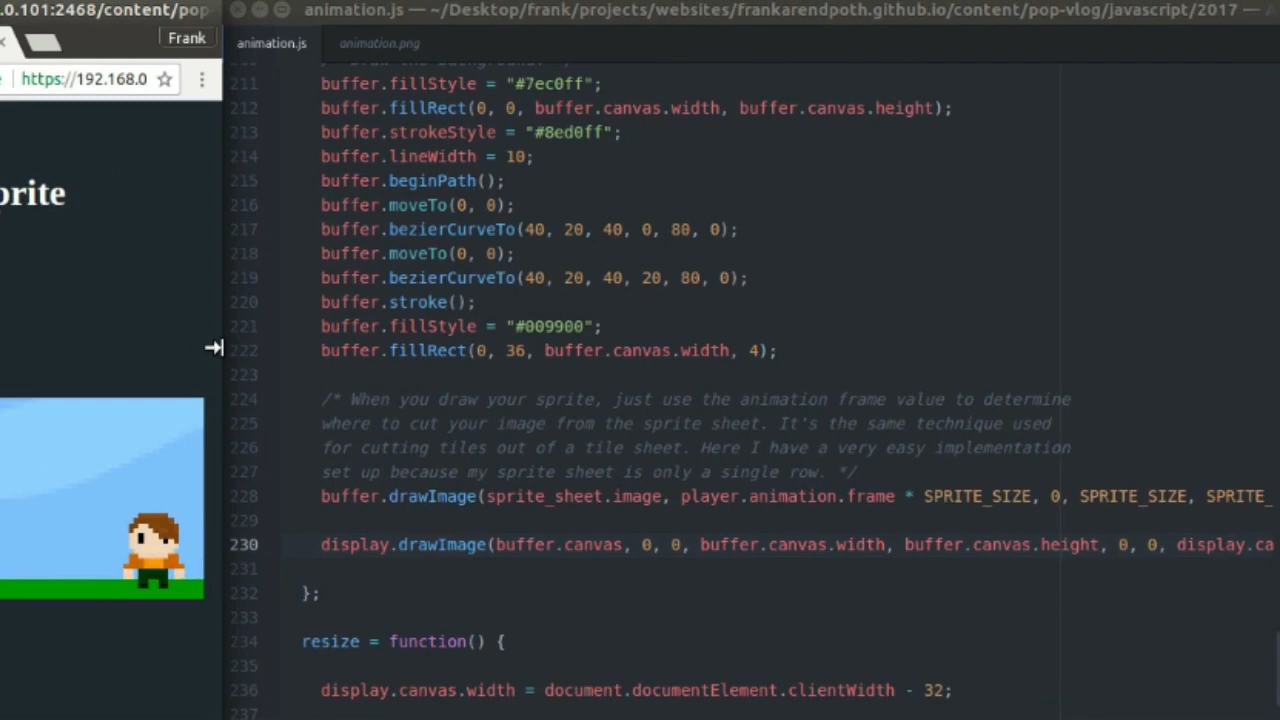 .0.101:2468/content/pop
animation.js — ~/Desktop/frank/projects/websites/frankarendpoth.github.io/content/pop-vlog/javascript/2017 —
Frank
animation.js
animation.png
https://192.168.0
prite
211 buffer.fillStyle = "#7ec0ff";
212 buffer.fillRect(0, 0, buffer.canvas.width, buffer.canvas.height);
213 buffer.strokeStyle = "#8ed0ff";
214 buffer.lineWidth = 10;
215 buffer.beginPath();
216 buffer.moveTo(0, 0);
217 buffer.bezierCurveTo(40, 20, 40, 0, 80, 0);
218 buffer.moveTo(0, 0);
219 buffer.bezierCurveTo(40, 20, 40, 20, 80, 0);
220 buffer.stroke();
221 buffer.fillStyle = "#009900";
222 buffer.fillRect(0, 36, buffer.canvas.width, 4);
223
224 /* When you draw your sprite, just use the animation frame value to determine
225 where to cut your image from the sprite sheet. It's the same technique used
226 for cutting tiles out of a tile sheet. Here I have a very easy implementation
227 set up because my sprite sheet is only a single row. */
228 buffer.drawImage(sprite_sheet.image, player.animation.frame * SPRITE_SIZE, 0, SPRITE_SIZE, SPRITE_
229
230 display.drawImage(buffer.canvas, 0, 0, buffer.canvas.width, buffer.canvas.height, 0, 0, display.ca
231
232 };
233
234 resize = function() {
235
236 display.canvas.width = document.documentElement.clientWidth - 32;
237